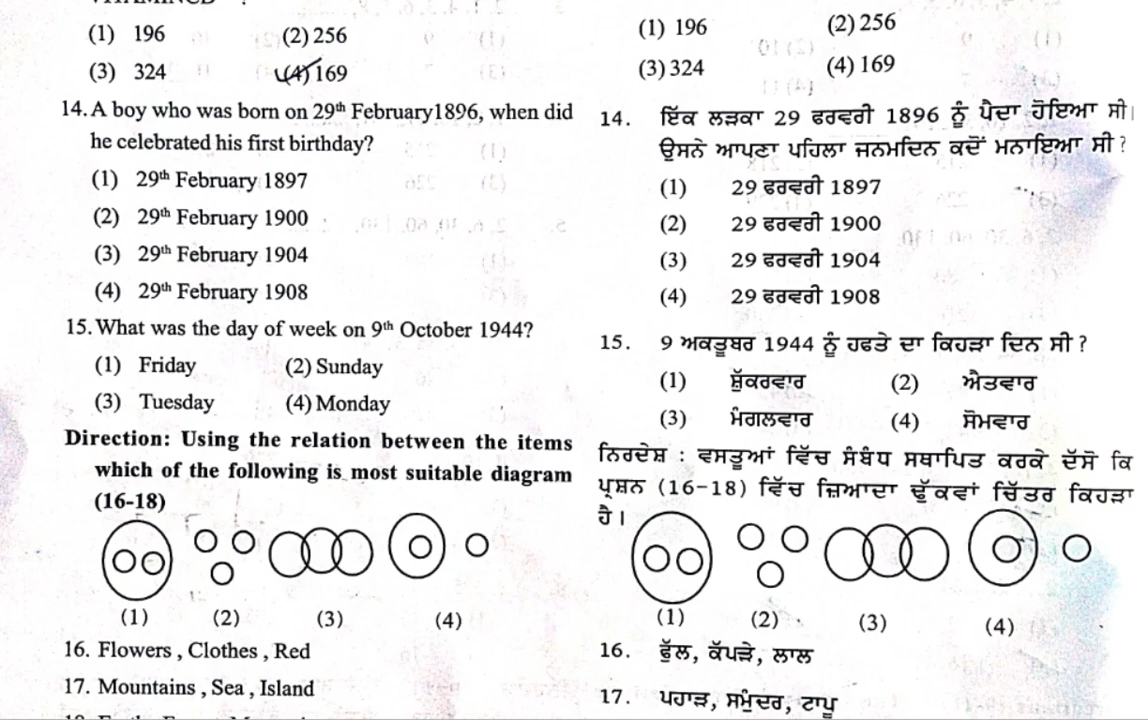 (1) 196 (2) 256
(3) 324 (4) 169
14. A boy who was born on 29th February1896, when did
he celebrated his first birthday?
(1) 29th February 1897
(2) 29th February 1900
(3) 29th February 1904
(4) 29th February 1908
15. What was the day of week on 9th October 1944?
(1) Friday (2) Sunday
(3) Tuesday (4) Monday
Direction: Using the relation between the items
which of the following is most suitable diagram
(16-18)
(1) (2) (3) (4)
16. Flowers , Clothes , Red
17. Mountains , Sea , Island
(1) 196 (2) 256
(3) 324 (4) 169
14. ਇੱਕ ਲੜਕਾ 29 ਫਰਵਰੀ 1896 ਨੂੰ ਪੈਦਾ ਹੋਇਆ ਸੀ।
ਉਸਨੇ ਆਪਣਾ ਪਹਿਲਾ ਜਨਮਦਿਨ ਕਦੋਂ ਮਨਾਇਆ ਸੀ ?
(1) 29 ਫਰਵਰੀ 1897
(2) 29 ਫਰਵਰੀ 1900
(3) 29 ਫਰਵਰੀ 1904
(4) 29 ਫਰਵਰੀ 1908
15. 9 ਅਕਤੂਬਰ 1944 ਨੂੰ ਹਫਤੇ ਦਾ ਕਿਹੜਾ ਦਿਨ ਸੀ ?
(1) ਸ਼ੁੱਕਰਵਾਰ (2) ਐਤਵਾਰ
(3) ਮੰਗਲਵਾਰ (4) ਸੋਮਵਾਰ
ਨਿਰਦੇਸ਼ : ਵਸਤੂਆਂ ਵਿੱਚ ਸੰਬੰਧ ਸਥਾਪਿਤ ਕਰਕੇ ਦੱਸੋ ਕਿ
ਪ੍ਰਸ਼ਨ (16-18) ਵਿੱਚ ਜ਼ਿਆਦਾ ਢੁੱਕਵਾਂ ਚਿੱਤਰ ਕਿਹੜਾ
ਹੈ।
(1) (2) (3) (4)
16. ਫੁੱਲ, ਕੱਪੜੇ, ਲਾਲ
17. ਪਹਾੜ, ਸਮੁੰਦਰ, ਟਾਪੂ